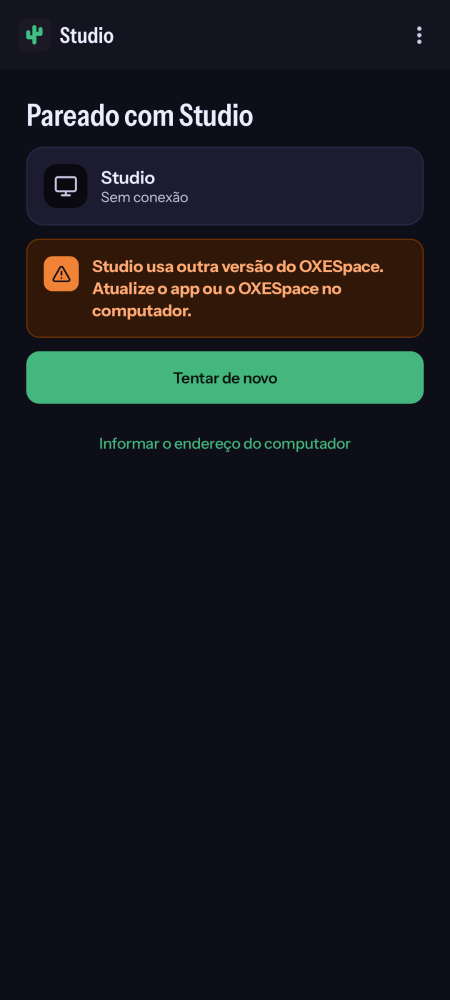 Studio
Pareado com Studio
Studio
Sem conexão
Studio usa outra versão do OXESpace.
Atualize o app ou o OXESpace no
computador.
Tentar de novo
Informar o endereço do computador